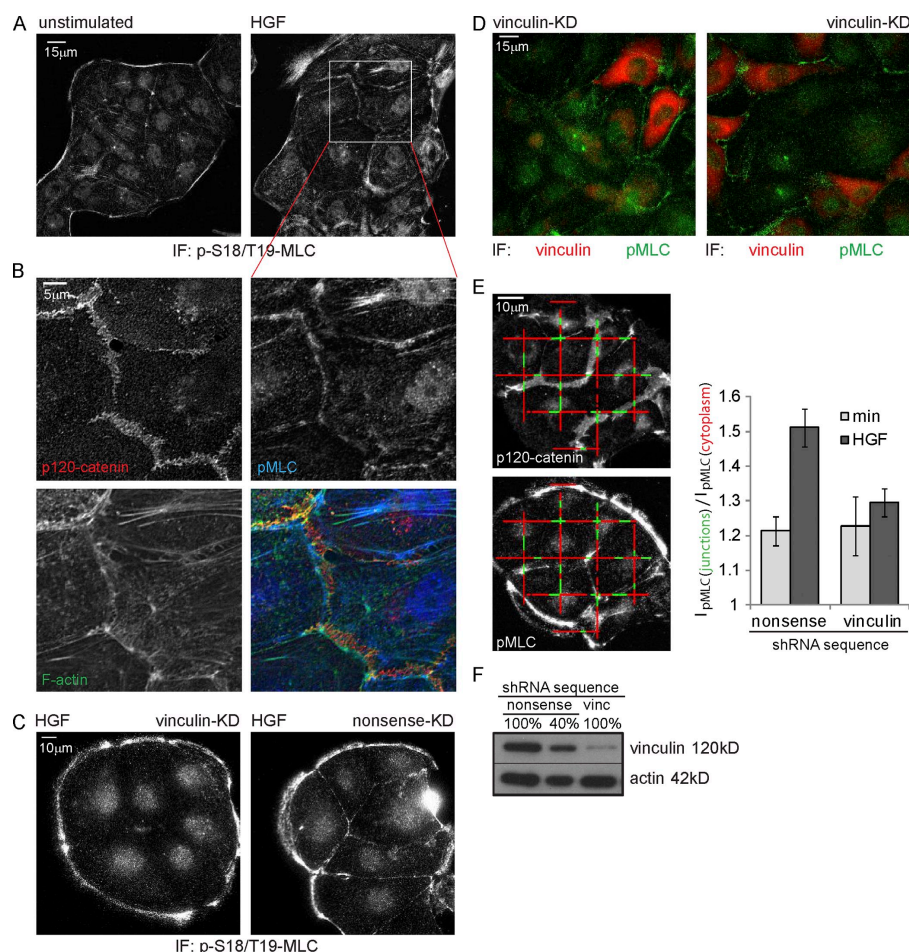 A
unstimulated
HGF
15µm
IF: p-S18/T19-MLC
B
5µm
p120-catenin
pMLC
F-actin
C
HGF vinculin-KD
HGF nonsense-KD
10µm
IF: p-S18/T19-MLC
D
vinculin-KD
vinculin-KD
15µm
IF: vinculin pMLC
IF: vinculin pMLC
E
10µm
p120-catenin
pMLC
I pMLC (junctions) / I pMLC (cytoplasm)
1.6
1.5
1.4
1.3
1.2
1.1
1
min
HGF
nonsense vinculin
shRNA sequence
F
shRNA sequence
nonsense vinc
100% 40% 100%
vinculin 120kD
actin 42kD